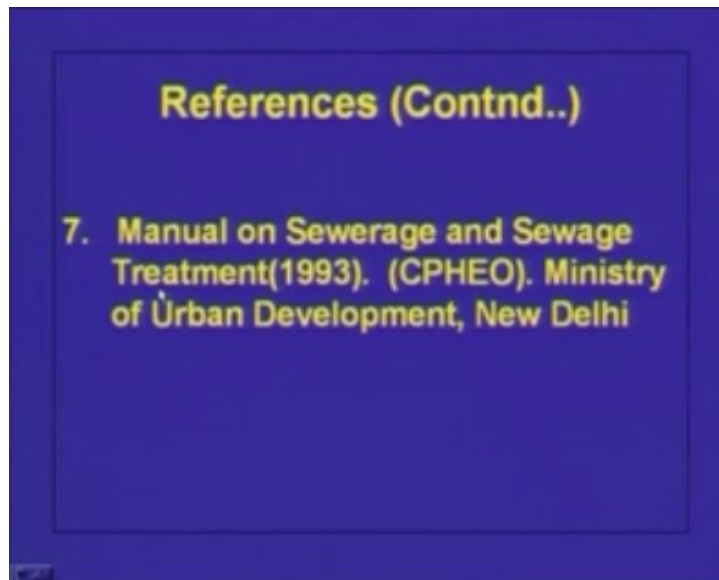 References (Contnd..)
7. Manual on Sewerage and Sewage
Treatment(1993). (CPHEO). Ministry
of Urban Development, New Delhi